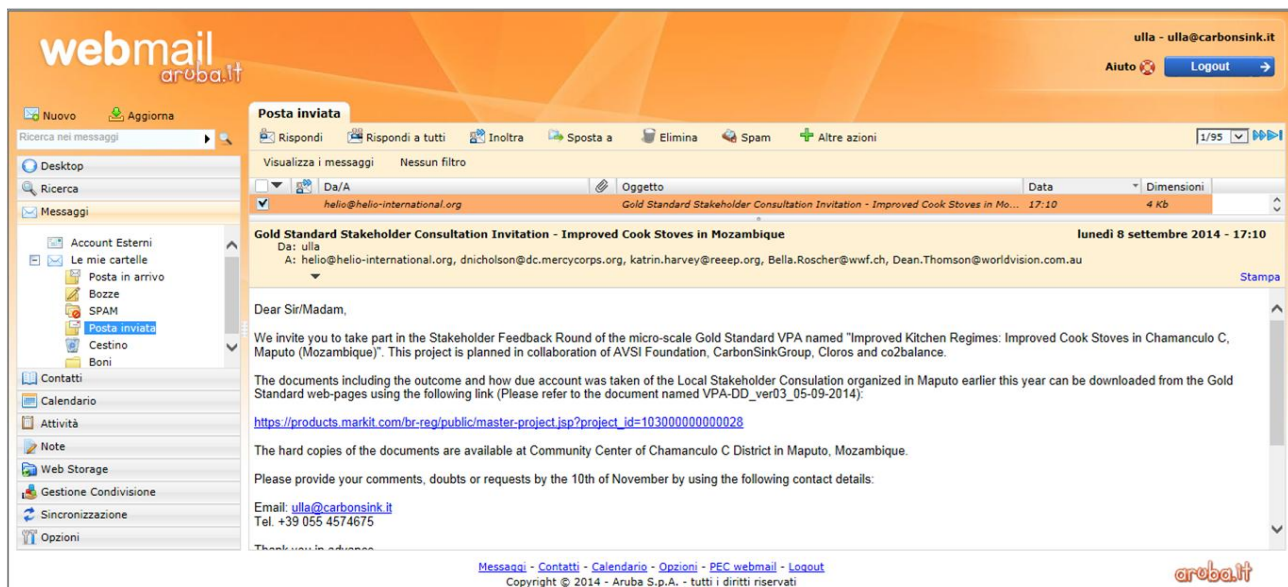 webmail
aruba.it
ulla - ulla@carbonsink.it
Aiuto Logout
Nuovo Aggiorna
Ricerca nei messaggi
Desktop
Ricerca
Messaggi
Account Esterni
Le mie cartelle
Posta in arrivo
Bozze
SPAM
Posta inviata
Cestino
Boni
Contatti
Calendario
Attività
Note
Web Storage
Gestione Condivisione
Sincronizzazione
Opzioni
Posta inviata
Rispondi Rispondi a tutti Inoltra Sposta a Elimina Spam Altre azioni 1/95
Visualizza i messaggi Nessun filtro
Da/A Oggetto Data Dimensioni
helio@helio-international.org Gold Standard Stakeholder Consultation Invitation - Improved Cook Stoves in Mo... 17:10 4 Kb
Gold Standard Stakeholder Consultation Invitation - Improved Cook Stoves in Mozambique lunedì 8 settembre 2014 - 17:10
Da: ulla
A: helio@helio-international.org, dnicholson@dc.mercycorps.org, katrin.harvey@reeep.org, Bella.Roscher@wwf.ch, Dean.Thomson@worldvision.com.au
Stampa
Dear Sir/Madam,
We invite you to take part in the Stakeholder Feedback Round of the micro-scale Gold Standard VPA named "Improved Kitchen Regimes: Improved Cook Stoves in Chamanculo C,
Maputo (Mozambique)". This project is planned in collaboration of AVSI Foundation, CarbonSinkGroup, Cloros and co2balance.
The documents including the outcome and how due account was taken of the Local Stakeholder Consulation organized in Maputo earlier this year can be downloaded from the Gold
Standard web-pages using the following link (Please refer to the document named VPA-DD_ver03_05-09-2014):
https://products.markit.com/br-reg/public/master-project.jsp?project_id=103000000000028
The hard copies of the documents are available at Community Center of Chamanculo C District in Maputo, Mozambique.
Please provide your comments, doubts or requests by the 10th of November by using the following contact details:
Email: ulla@carbonsink.it
Tel. +39 055 4574675
Thank you in advance
Messaggi - Contatti - Calendario - Opzioni - PEC webmail - Logout
Copyright © 2014 - Aruba S.p.A. - tutti i diritti riservati
aruba.it